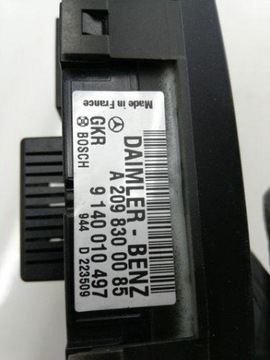 Made in France
DAIMLER-BENZ
A 209 830 00 85
GKR 9 140 010 497
BOSCH 944 D 223509